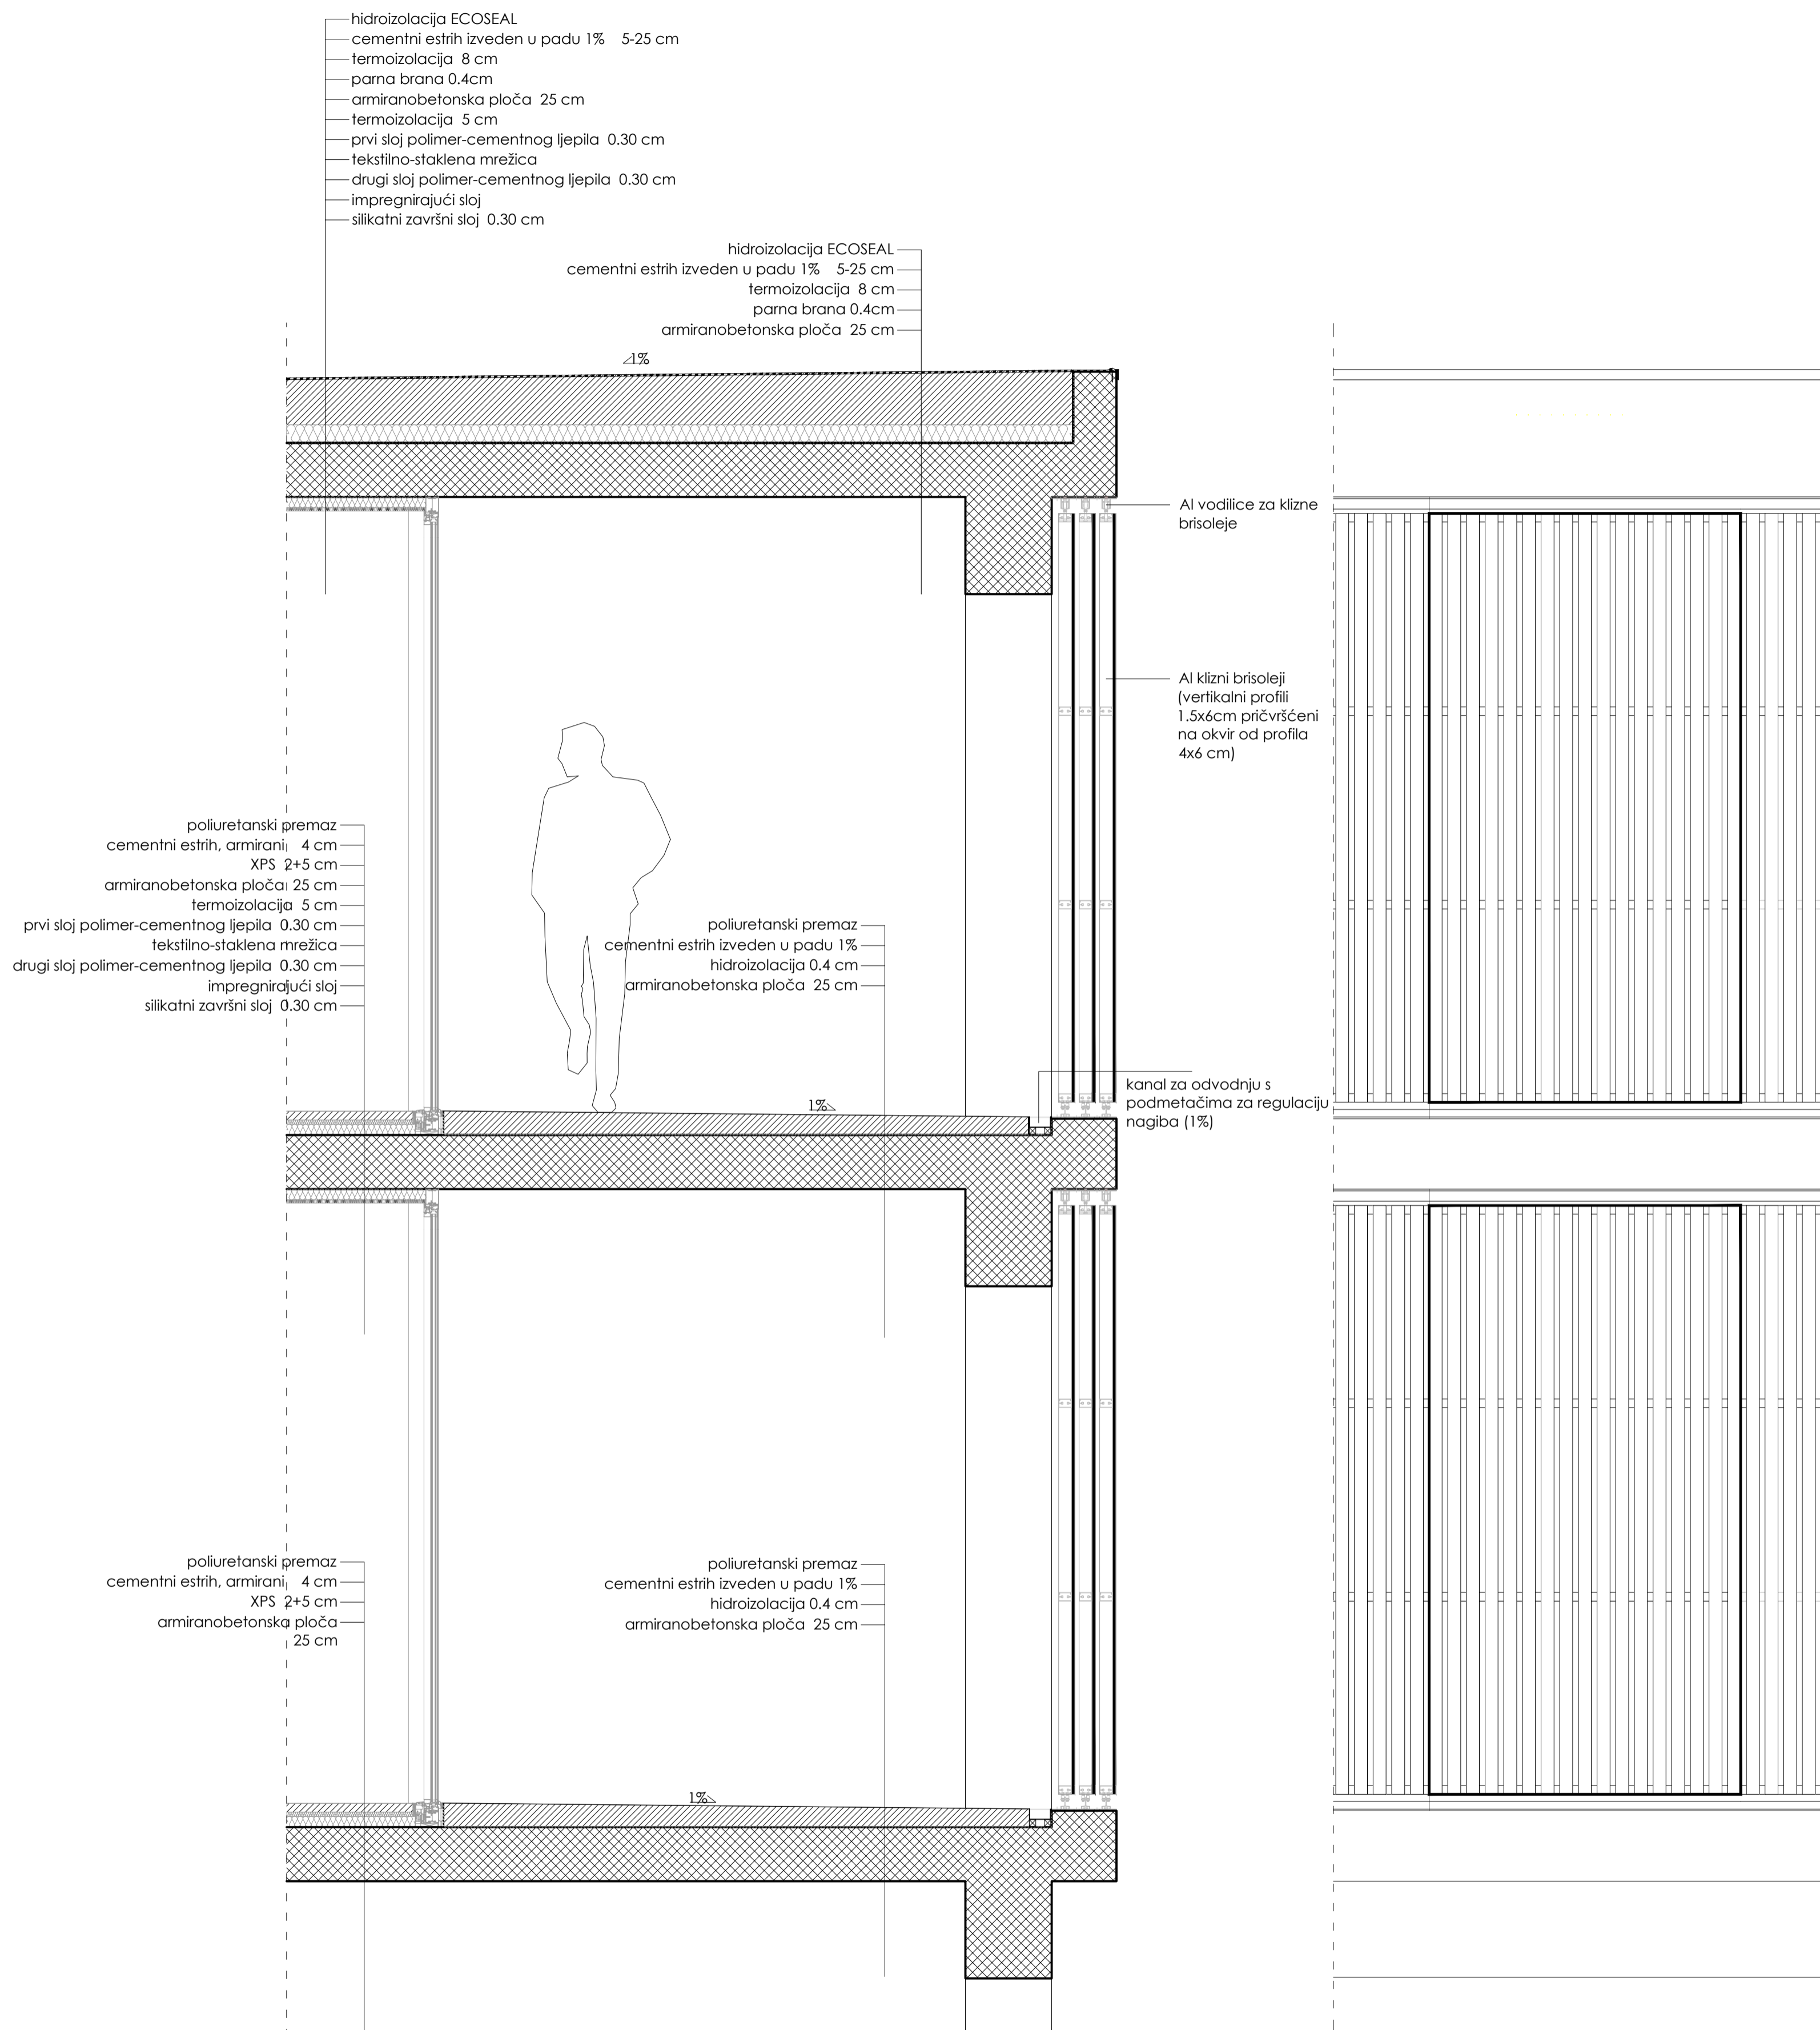 hidroizolacija ECOSEAL
cementni estrih izveden u padu 1% 5-25 cm
termoizolacija 8 cm
parna brana 0.4cm
armiranobetonska ploča 25 cm
termoizolacija 5 cm
prvi sloj polimer-cementnog ljepila 0.30 cm
tekstilno-staklena mrežica
drugi sloj polimer-cementnog ljepila 0.30 cm
impregnirajući sloj
silikatni završni sloj 0.30 cm
hidroizolacija ECOSEAL
cementni estrih izveden u padu 1% 5-25 cm
termoizolacija 8 cm
parna brana 0.4cm
armiranobetonska ploča 25 cm
1%
Al vodilice za klizne
brisoleje
Al klizni brisoleji
(vertikalni profili
1.5x6cm pričvršćeni
na okvir od profila
4x6 cm)
poliuretanski premaz
cementni estrih, armirani 4 cm
XPS 2+5 cm
armiranobetonska ploča 25 cm
termoizolacija 5 cm
prvi sloj polimer-cementnog ljepila 0.30 cm
tekstilno-staklena mrežica
drugi sloj polimer-cementnog ljepila 0.30 cm
impregnirajući sloj
silikatni završni sloj 0.30 cm
poliuretanski premaz
cementni estrih izveden u padu 1%
hidroizolacija 0.4 cm
armiranobetonska ploča 25 cm
kanal za odvodnju s
podmetačima za regulaciju
nagiba (1%)
1%
poliuretanski premaz
cementni estrih, armirani 4 cm
XPS 2+5 cm
armiranobetonska ploča
25 cm
poliuretanski premaz
cementni estrih izveden u padu 1%
hidroizolacija 0.4 cm
armiranobetonska ploča 25 cm
1%